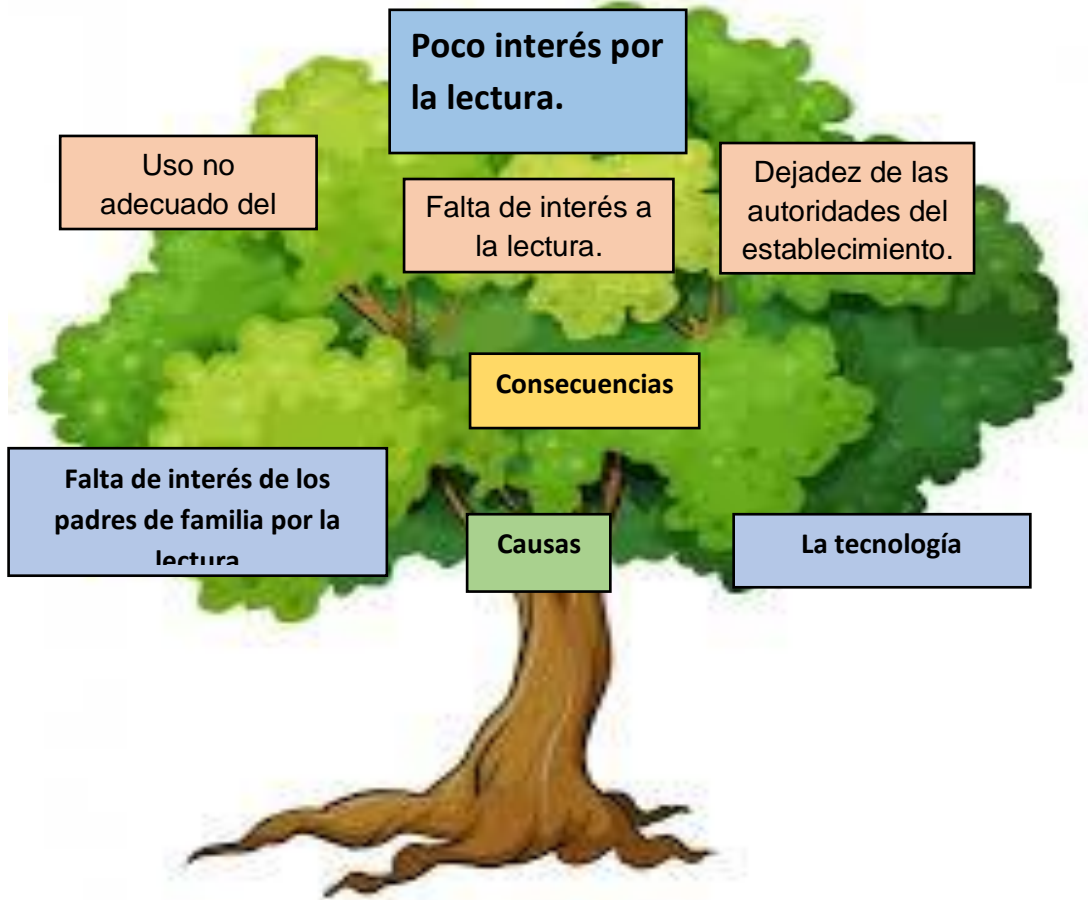 Poco interés por
la lectura.
Uso no
adecuado del
Falta de interés a
la lectura.
Dejadez de las
autoridades del
establecimiento.
Consecuencias
Falta de interés de los
padres de familia por la
lectura
Causas
La tecnología